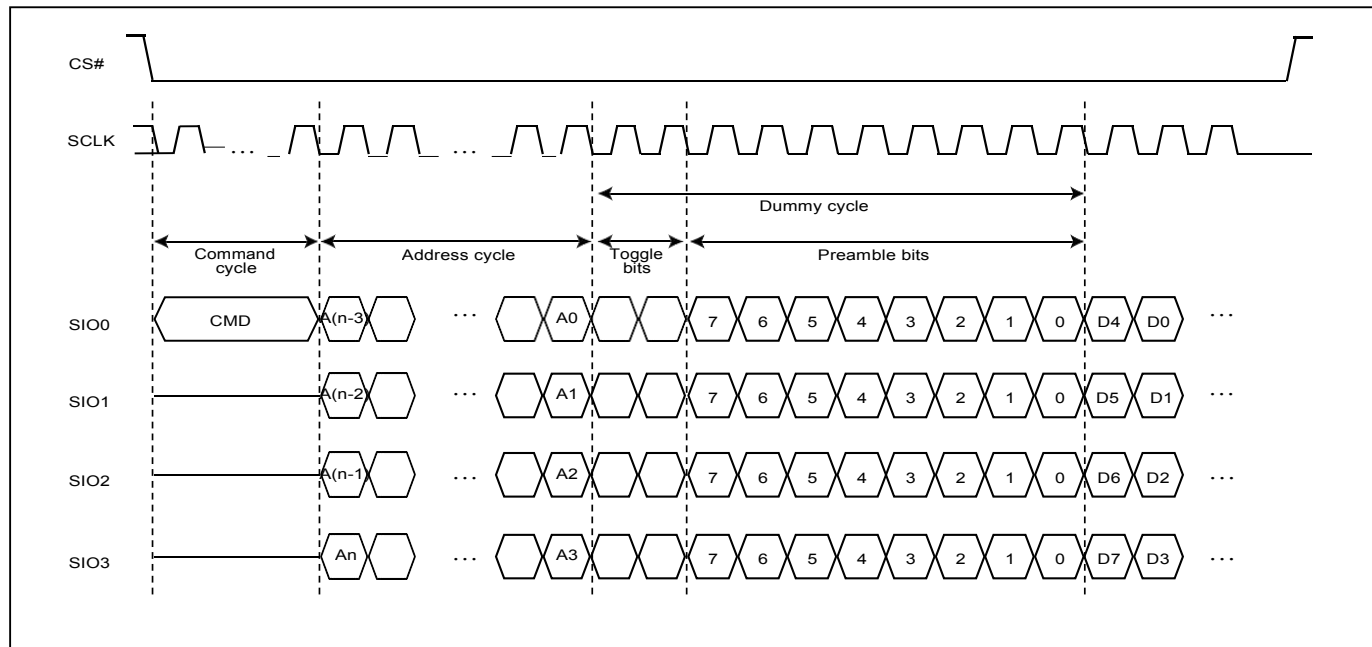 CS#
SCLK
...
...
Dummy cycle
Command
cycle
Address cycle
Toggle
bits
Preamble bits
SIO0
CMD
A(n-3)
...
A0
7 6 5 4 3 2 1 0
D4 D0
...
SIO1
A(n-2)
...
A1
7 6 5 4 3 2 1 0
D5 D1
...
SIO2
A(n-1)
...
A2
7 6 5 4 3 2 1 0
D6 D2
...
SIO3
An
...
A3
7 6 5 4 3 2 1 0
D7 D3
...